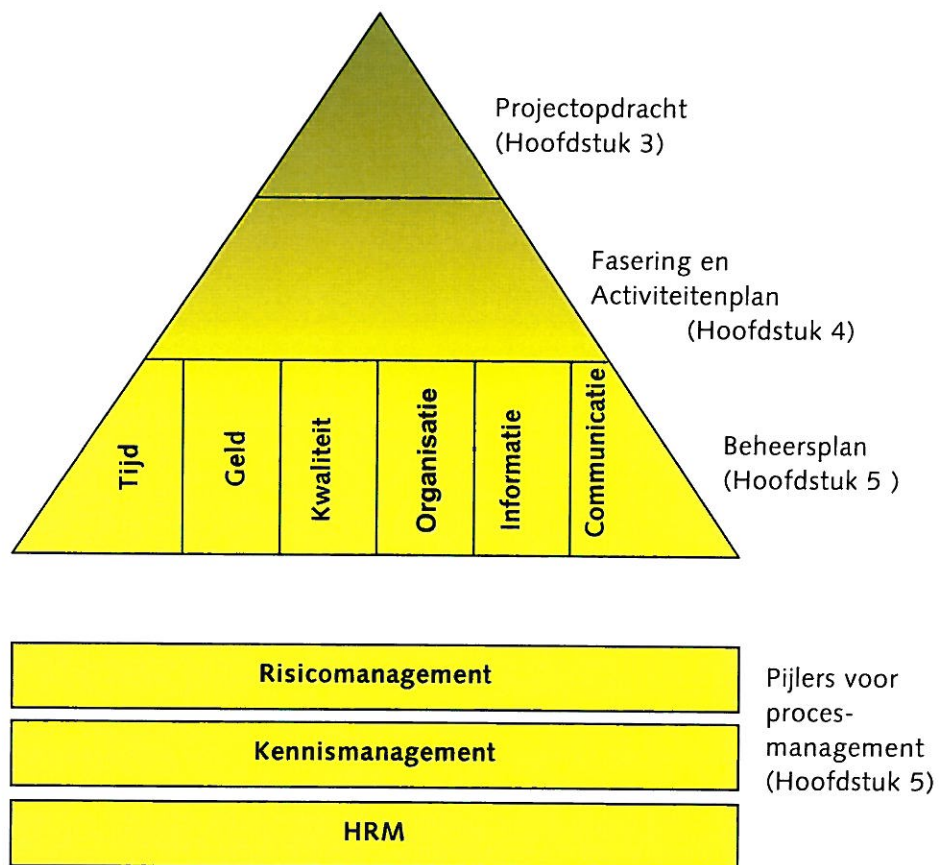 Projectopdracht
(Hoofdstuk 3)
Fasering en
Activiteitenplan
(Hoofdstuk 4)
Tijd
Geld
Kwaliteit
Organisatie
Informatie
Communicatie
Beheersplan
(Hoofdstuk 5 )
Risicomanagement
Kennismanagement
HRM
Pijlers voor
proces-
management
(Hoofdstuk 5)